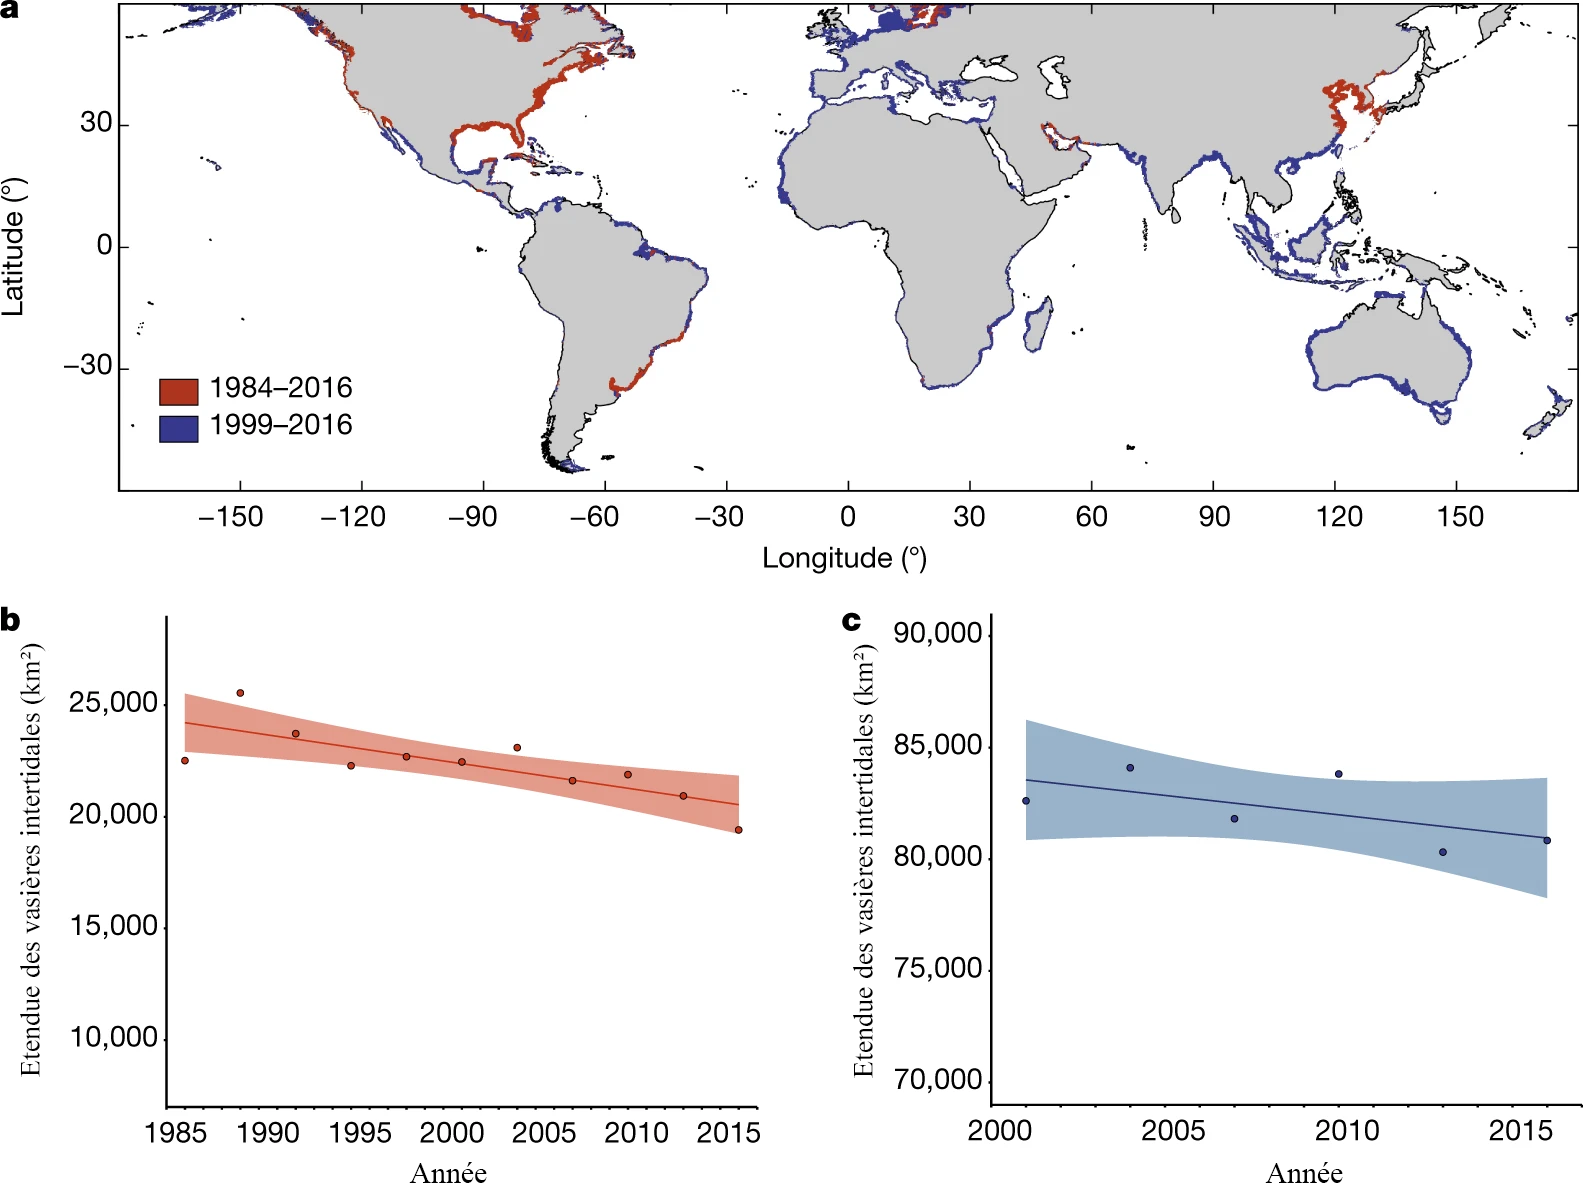 a
30
0
−30
Latitude (°)
1984–2016
1999–2016
−150 −120 −90 −60 −30 0 30 60 90 120 150
Longitude (°)
b
Etendue des vasières intertidales (km²)
25,000
20,000
15,000
10,000
1985 1990 1995 2000 2005 2010 2015
Année
c
Etendue des vasières intertidales (km²)
90,000
85,000
80,000
75,000
70,000
2000 2005 2010 2015
Année